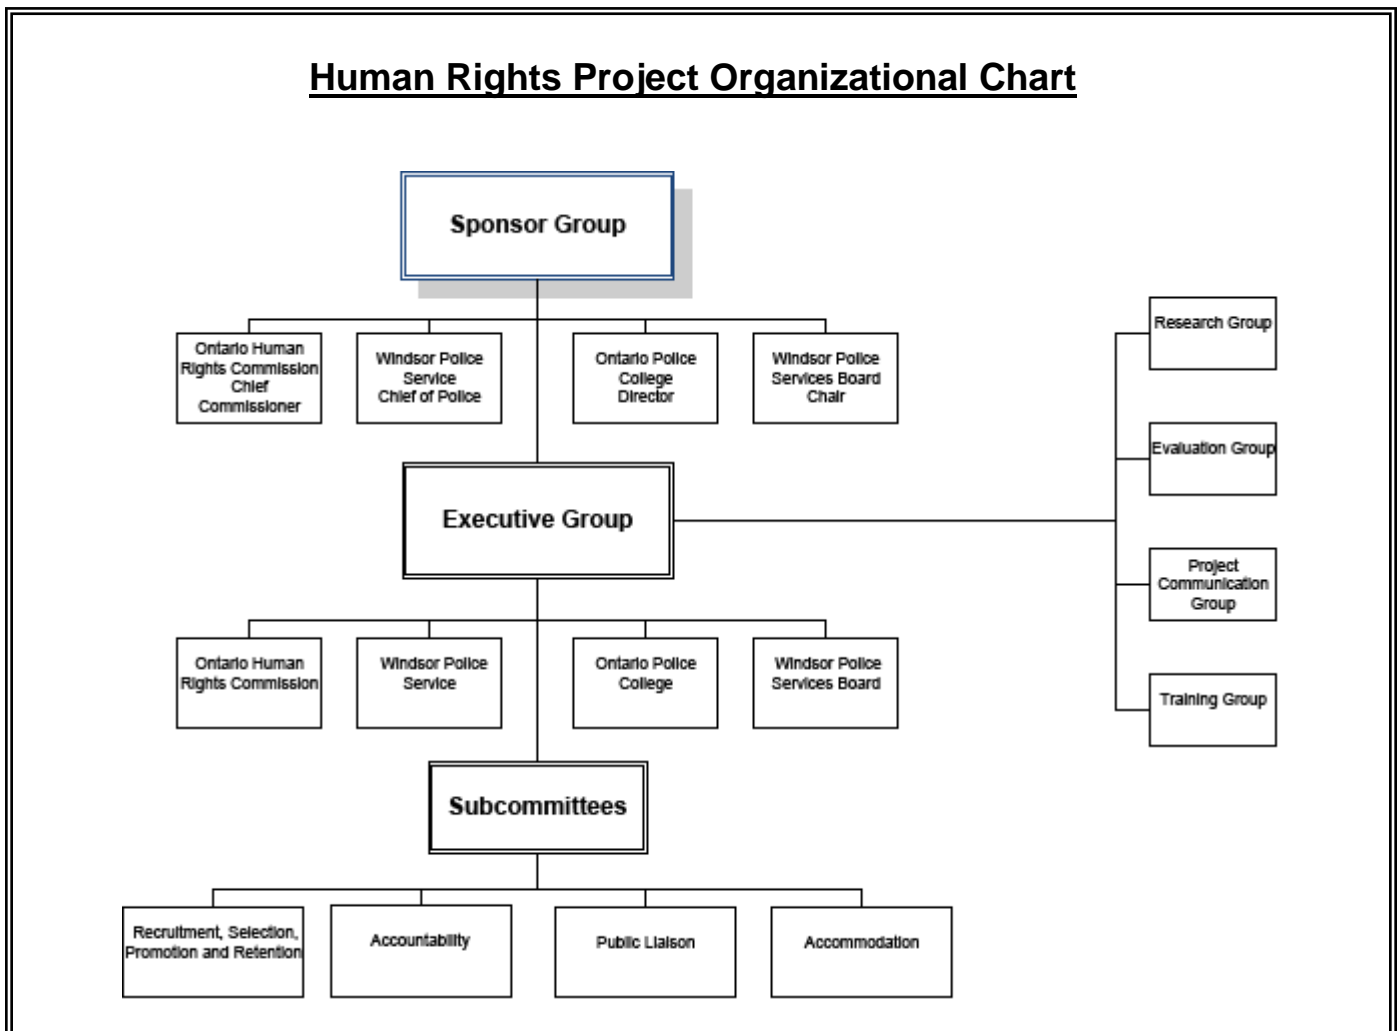 Human Rights Project Organizational Chart
Sponsor Group
Ontario Human
Rights Commission
Chief
Commissioner
Windsor Police
Service
Chief of Police
Ontario Police
College
Director
Windsor Police
Services Board
Chair
Research Group
Evaluation Group
Project
Communication
Group
Training Group
Executive Group
Ontario Human
Rights Commission
Windsor Police
Service
Ontario Police
College
Windsor Police
Services Board
Subcommittees
Recruitment, Selection,
Promotion and Retention
Accountability
Public Liaison
Accommodation